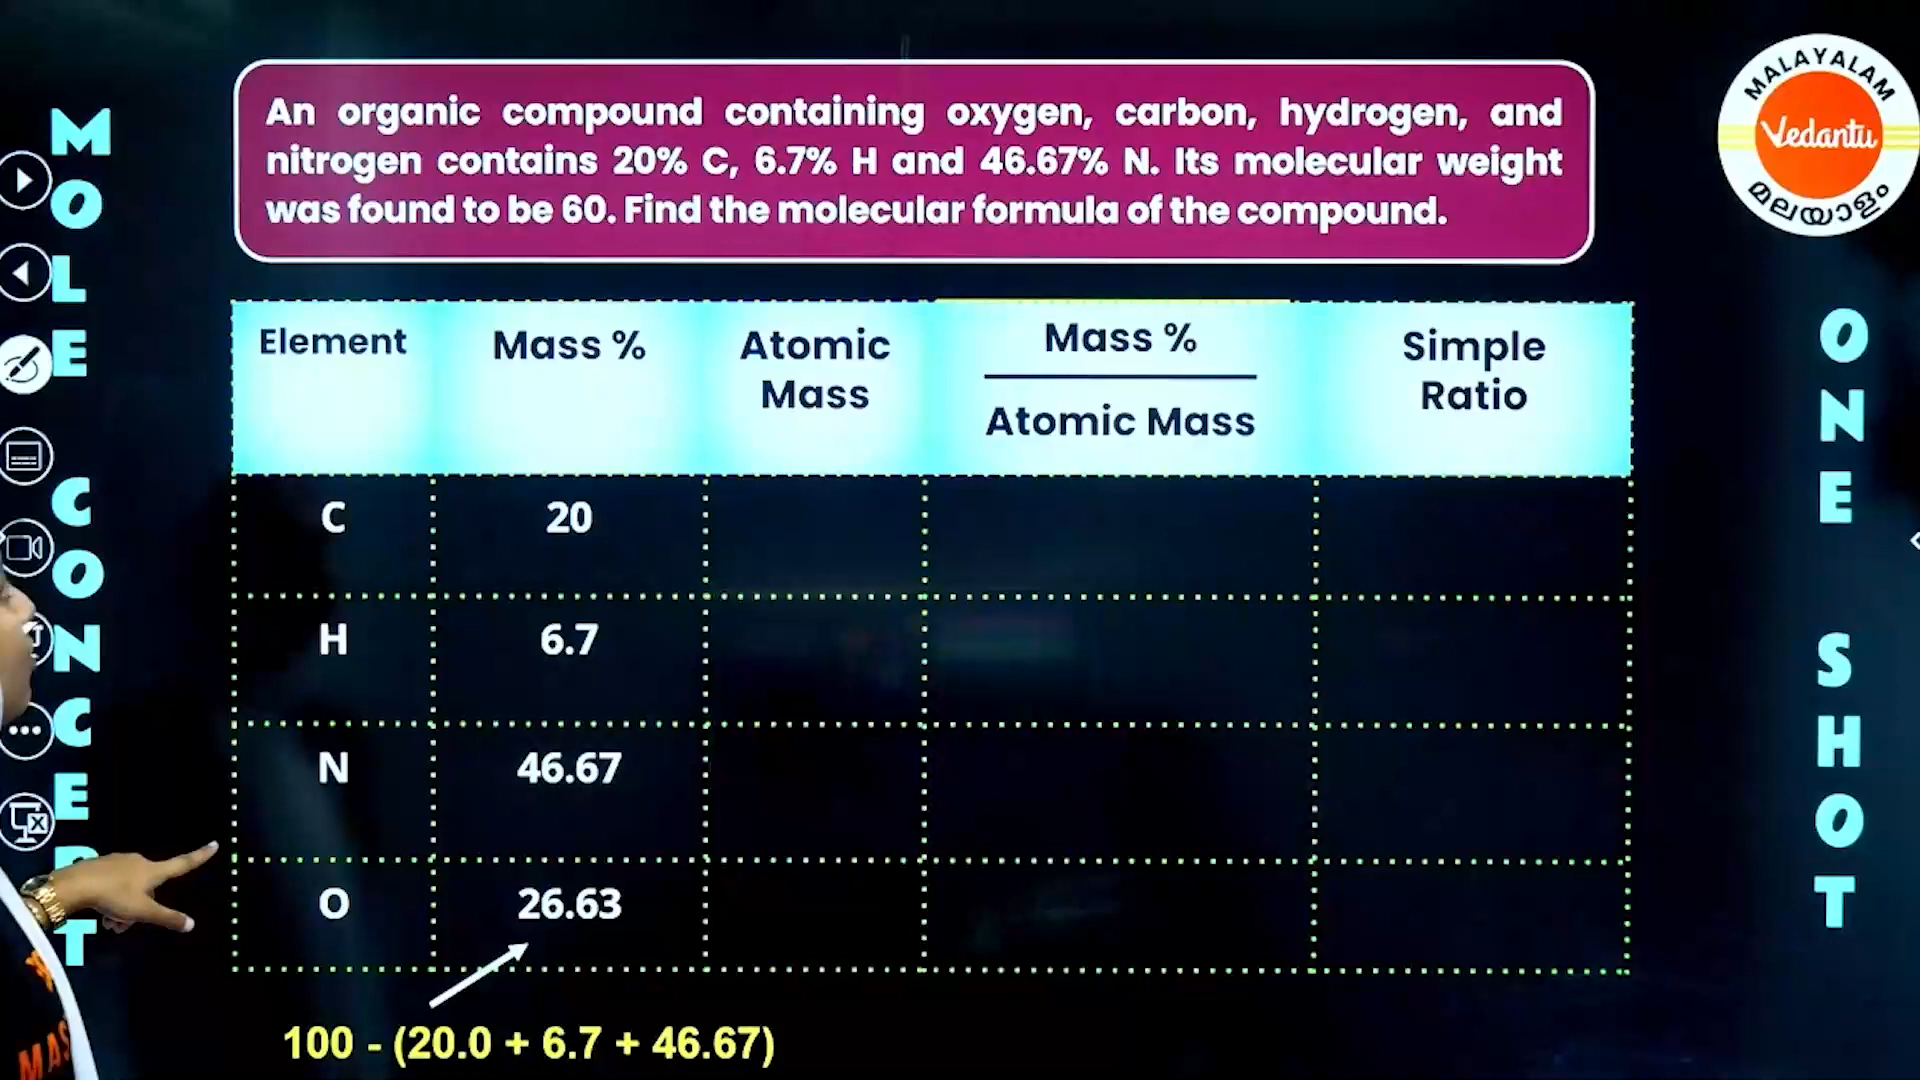 An organic compound containing oxygen, carbon, hydrogen, and
nitrogen contains 20% C, 6.7% H and 46.67% N. Its molecular weight
was found to be 60. Find the molecular formula of the compound.
MALAYALAM
Vedantu
മലയാളം
MOLE CONCEPT
ONE SHOT
Element
Mass %
Atomic
Mass
Mass %
Atomic Mass
Simple
Ratio
C 20
H 6.7
N 46.67
O 26.63
100 - (20.0 + 6.7 + 46.67)
MAS